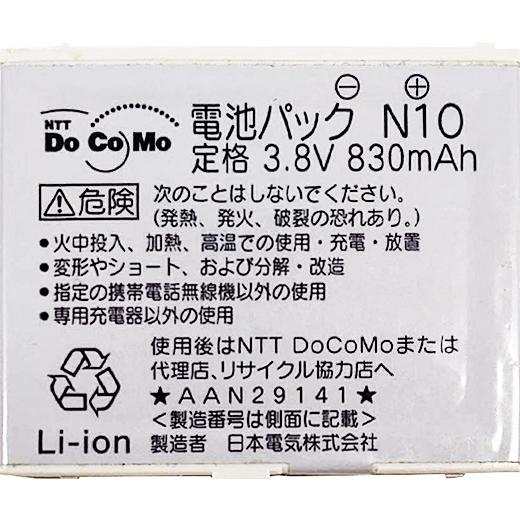 ⊖ ⊕
NTT
DoCoMo
電池パック N10
定格 3.8V 830mAh
⚠危険
次のことはしないでください。
(発熱、発火、破裂の恐れあり。)
●火中投入、加熱、高温での使用・充電・放置
●変形やショート、および分解・改造
●指定の携帯電話無線機以外の使用
●専用充電器以外の使用
使用後はNTT DoCoMoまたは
代理店、リサイクル協力店へ
★AAN29141★
<製造番号は側面に記載>
Li-ion
製造者 日本電気株式会社